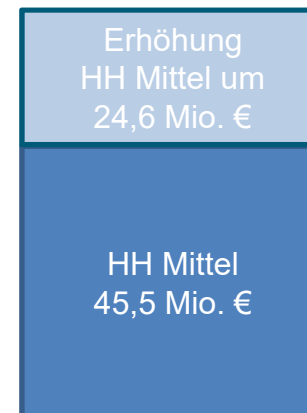 Erhöhung
HH Mittel um
24,6 Mio. €
HH Mittel
45,5 Mio. €